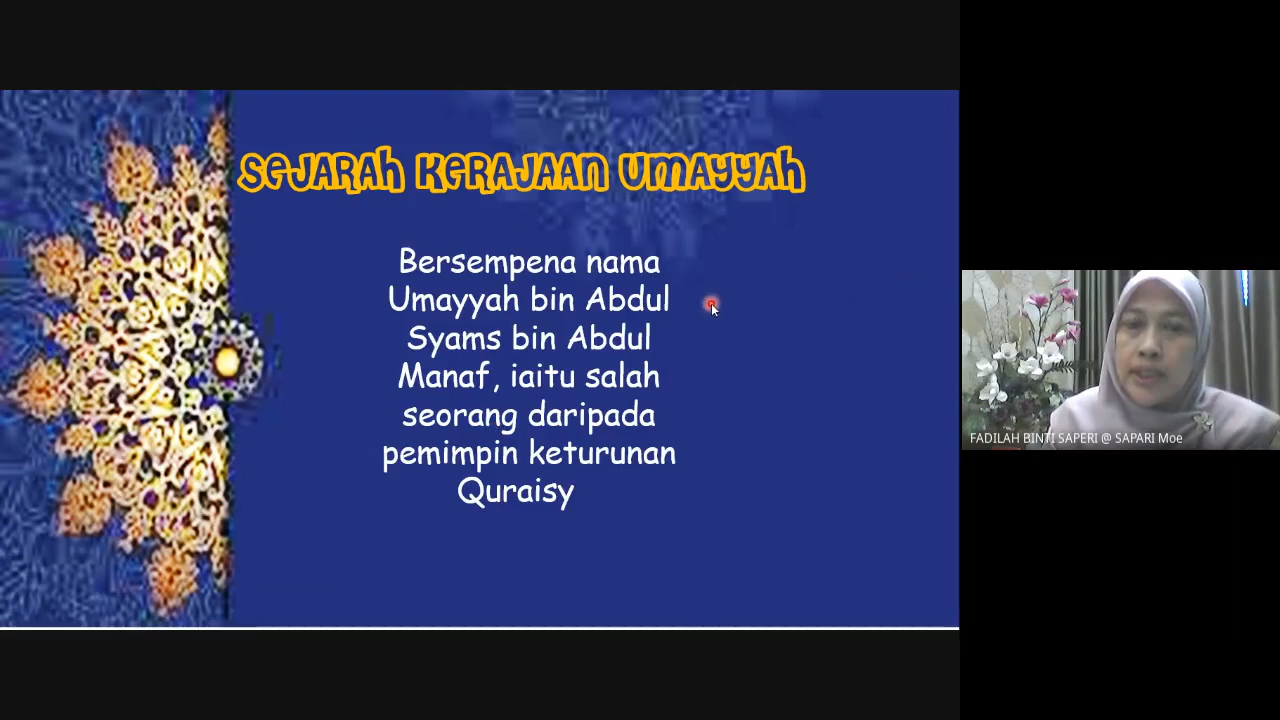 SEJARAH KERAJAAN UMAYYAH
Bersempena nama
Umayyah bin Abdul
Syams bin Abdul
Manaf, iaitu salah
seorang daripada
pemimpin keturunan
Quraisy
FADILAH BINTI SAPERI @ SAPARI Moe